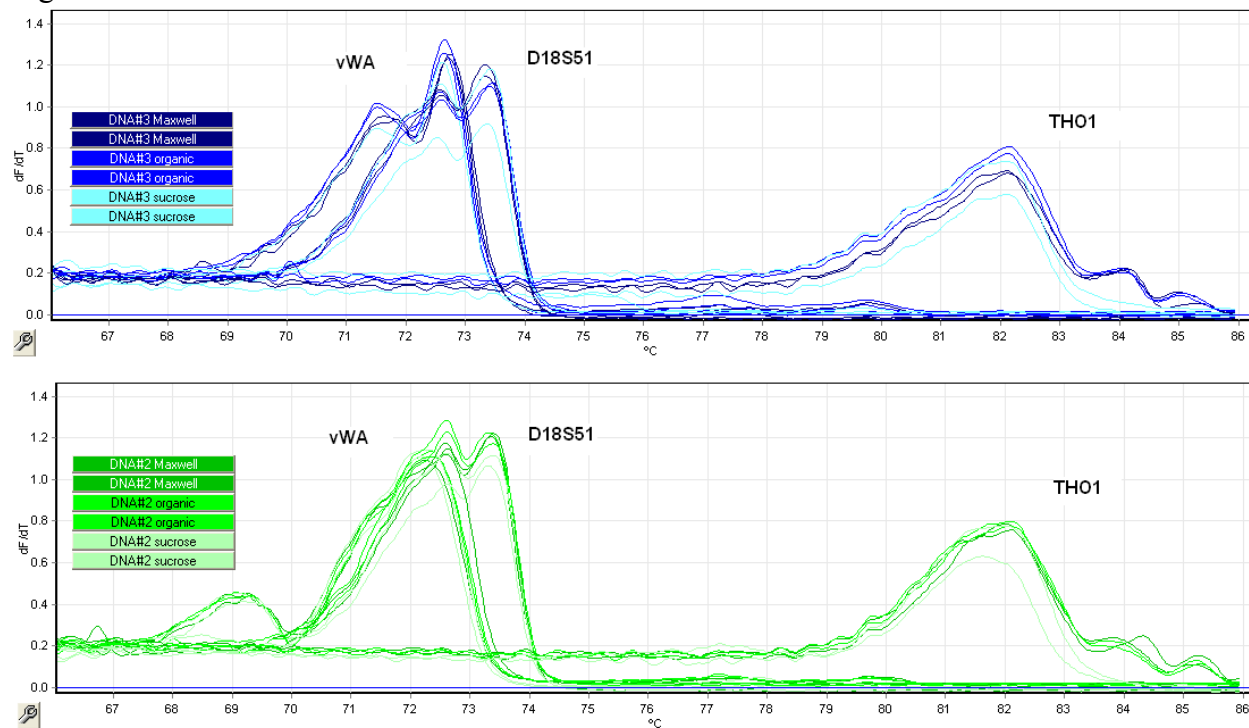 1.4
1.2
1.0
0.8
0.6
0.4
0.2
0.0
dF/dT
vWA
D18S51
THO1
DNA#3 Maxwell
DNA#3 Maxwell
DNA#3 organic
DNA#3 organic
DNA#3 sucrose
DNA#3 sucrose
67 68 69 70 71 72 73 74 75 76 77 78 79 80 81 82 83 84 85 86
°C
1.4
1.2
1.0
0.8
0.6
0.4
0.2
0.0
dF/dT
vWA
D18S51
THO1
DNA#2 Maxwell
DNA#2 Maxwell
DNA#2 organic
DNA#2 organic
DNA#2 sucrose
DNA#2 sucrose
67 68 69 70 71 72 73 74 75 76 77 78 79 80 81 82 83 84 85 86
°C